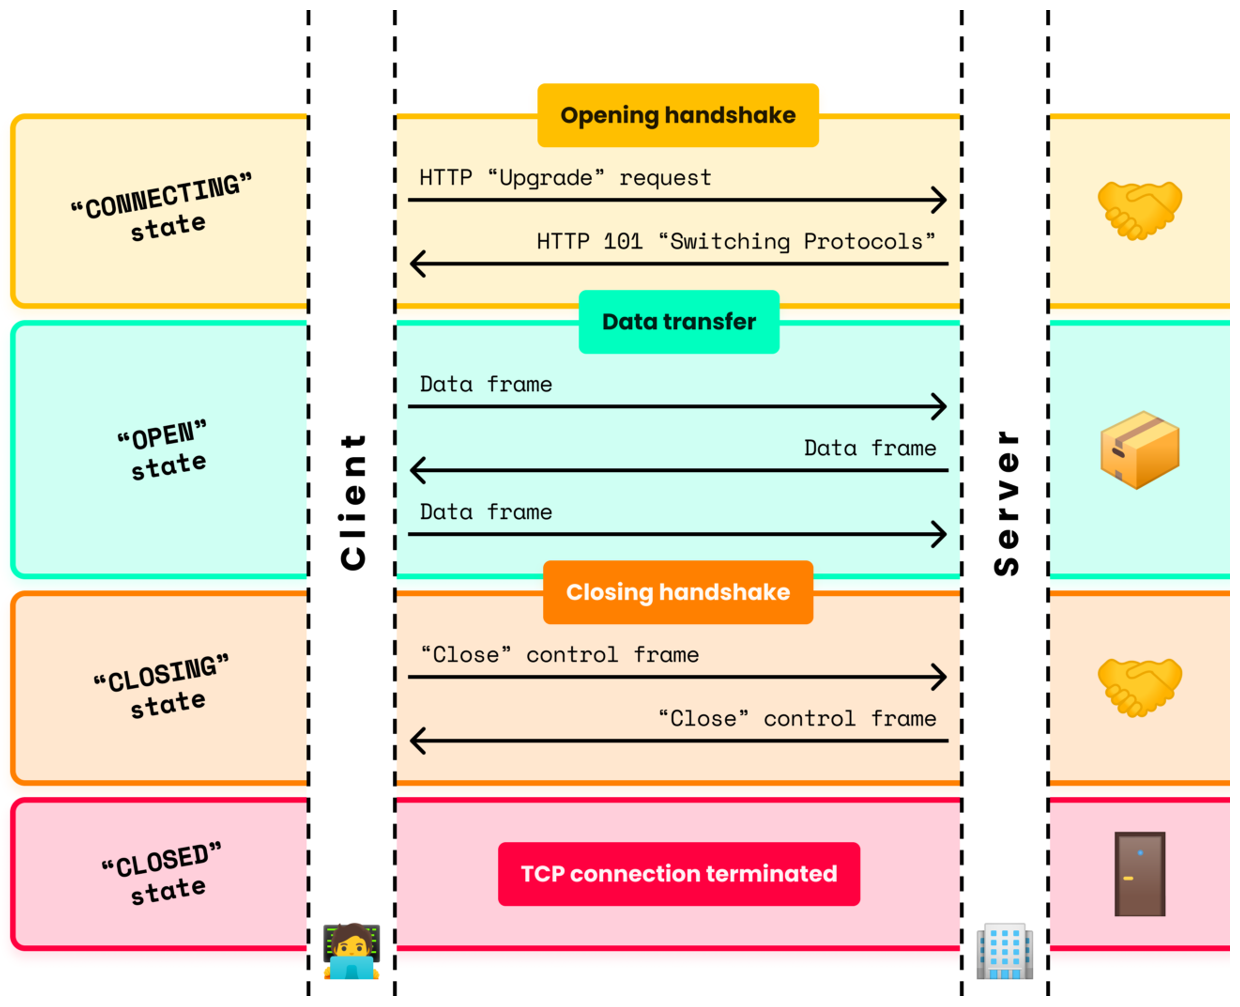 Opening handshake
“CONNECTING”
state
HTTP “Upgrade” request
HTTP 101 “Switching Protocols”
Data transfer
“OPEN”
state
Data frame
Data frame
Data frame
Client
Server
Closing handshake
“CLOSING”
state
“Close” control frame
“Close” control frame
“CLOSED”
state
TCP connection terminated